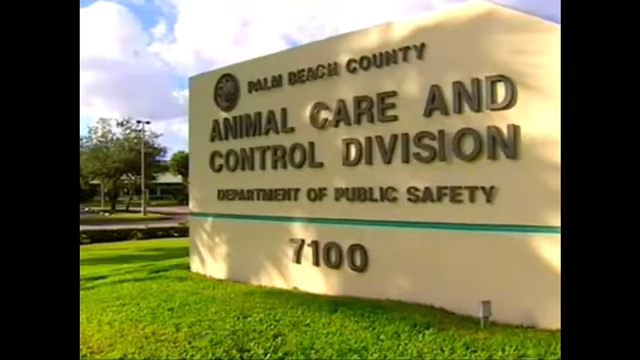 PALM BEACH COUNTY
ANIMAL CARE AND
CONTROL DIVISION
DEPARTMENT OF PUBLIC SAFETY
7100